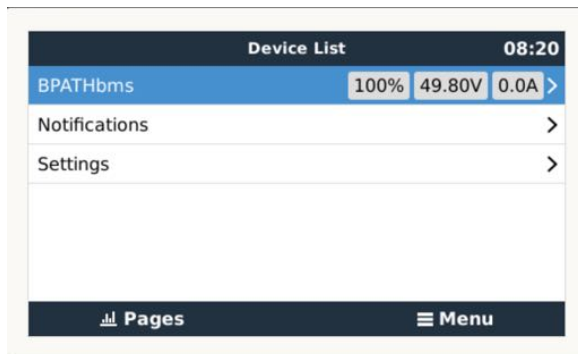 Device List 08:20
BPATHbms 100% 49.80V 0.0A
Notifications
Settings
Pages Menu